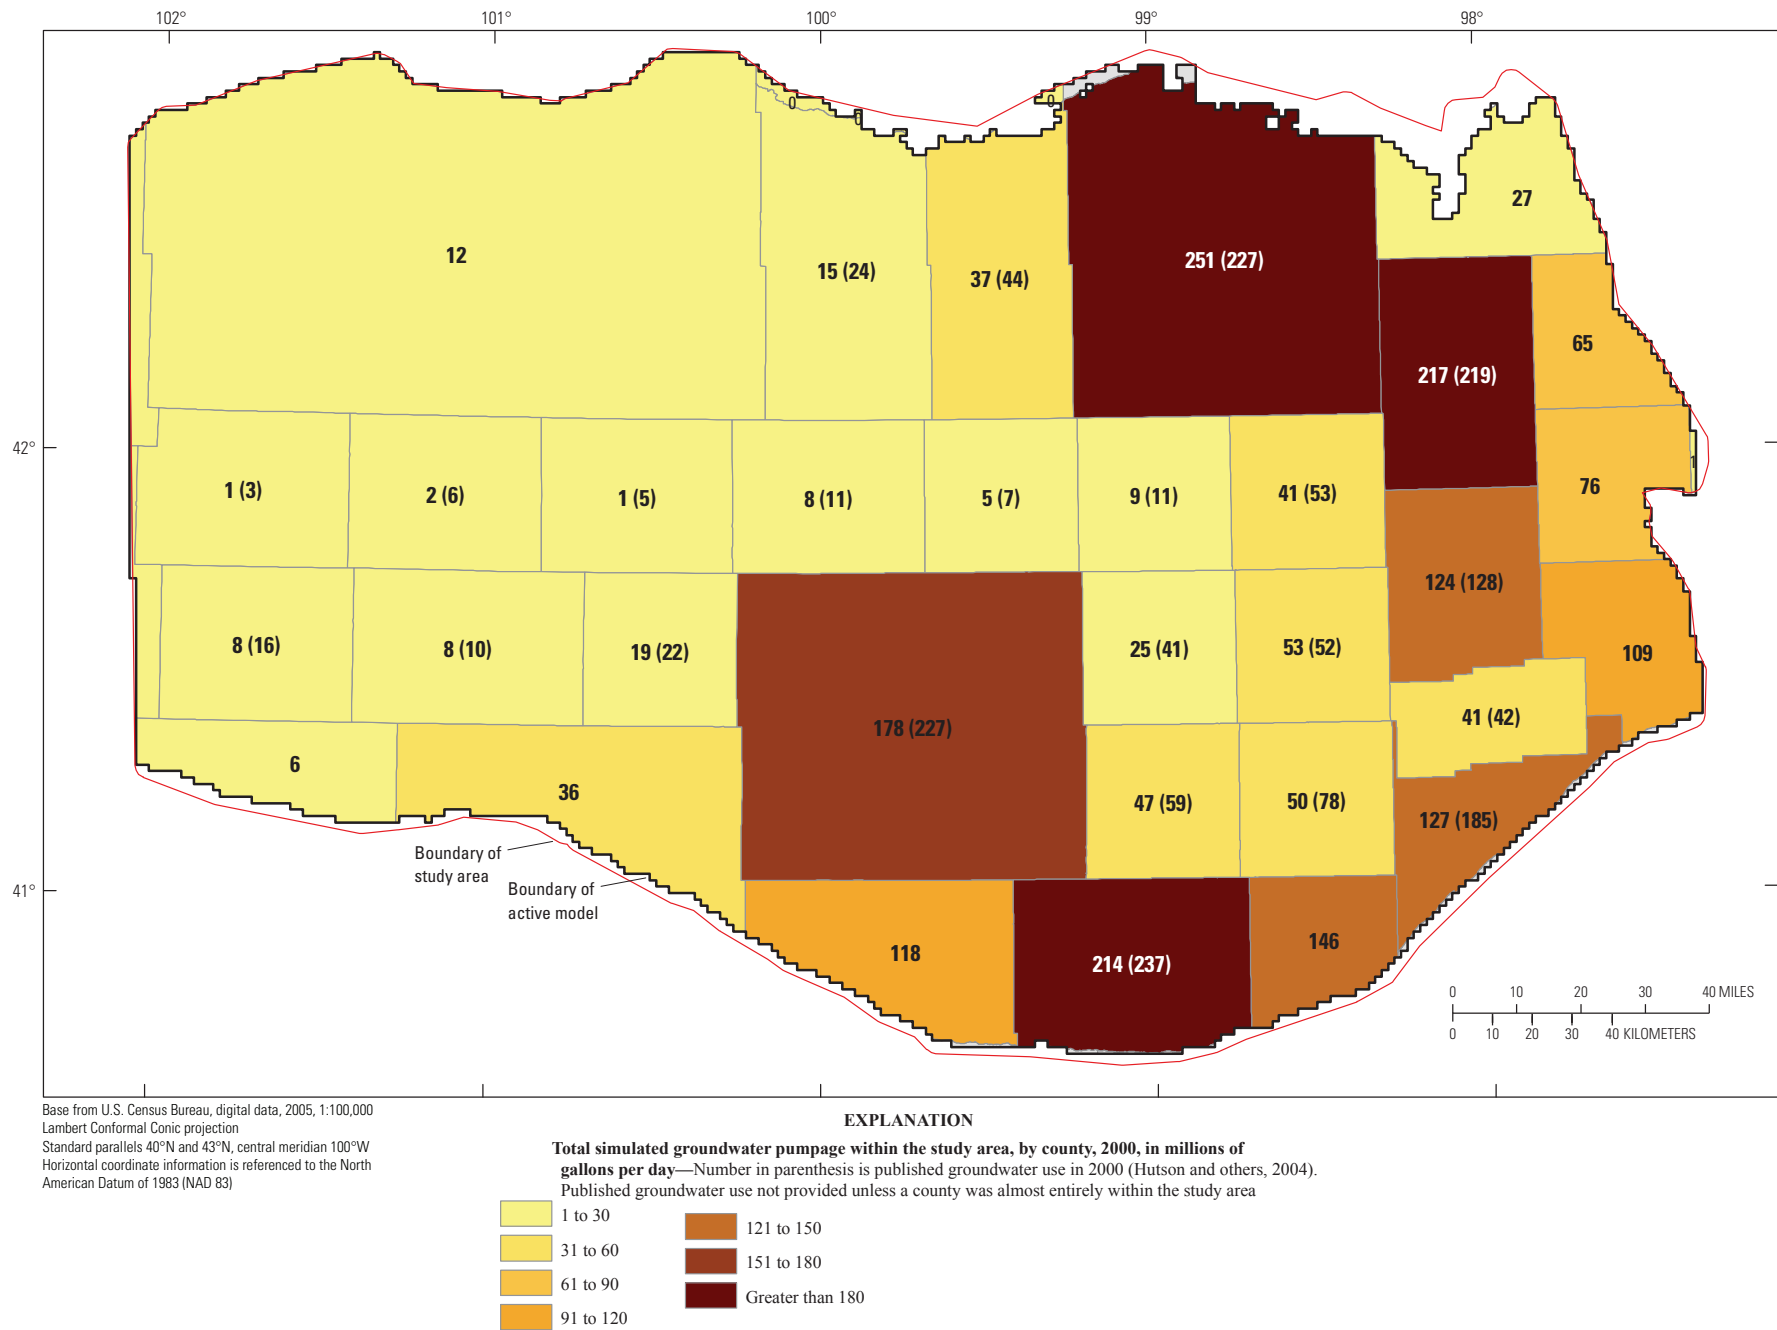 102°
101°
100°
99°
98°
0
0
0
27
12
15 (24)
37 (44)
251 (227)
65
217 (219)
42°
1 (3)
2 (6)
1 (5)
8 (11)
5 (7)
9 (11)
41 (53)
76
1
124 (128)
8 (16)
8 (10)
19 (22)
25 (41)
53 (52)
109
178 (227)
41 (42)
6
36
47 (59)
50 (78)
127 (185)
Boundary of
study area
Boundary of
active model
41°
118
214 (237)
146
0 10 20 30 40 MILES
0 10 20 30 40 KILOMETERS
Base from U.S. Census Bureau, digital data, 2005, 1:100,000
Lambert Conformal Conic projection
Standard parallels 40°N and 43°N, central meridian 100°W
Horizontal coordinate information is referenced to the North
American Datum of 1983 (NAD 83)
EXPLANATION
Total simulated groundwater pumpage within the study area, by county, 2000, in millions of
gallons per day—Number in parenthesis is published groundwater use in 2000 (Hutson and others, 2004).
Published groundwater use not provided unless a county was almost entirely within the study area
1 to 30
31 to 60
61 to 90
91 to 120
121 to 150
151 to 180
Greater than 180